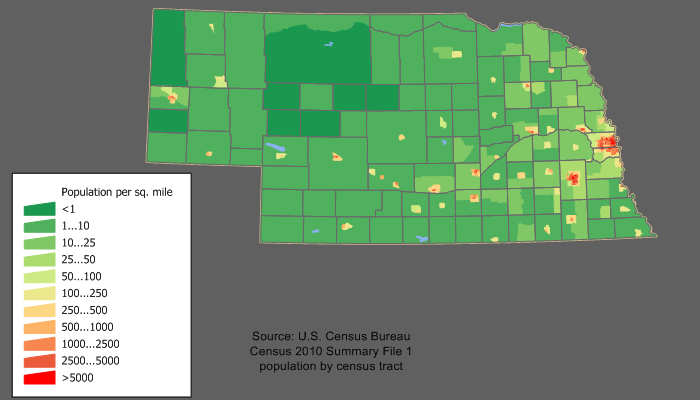 Population per sq. mile
<1
1...10
10...25
25...50
50...100
100...250
250...500
500...1000
1000...2500
2500...5000
>5000
Source: U.S. Census Bureau
Census 2010 Summary File 1
population by census tract